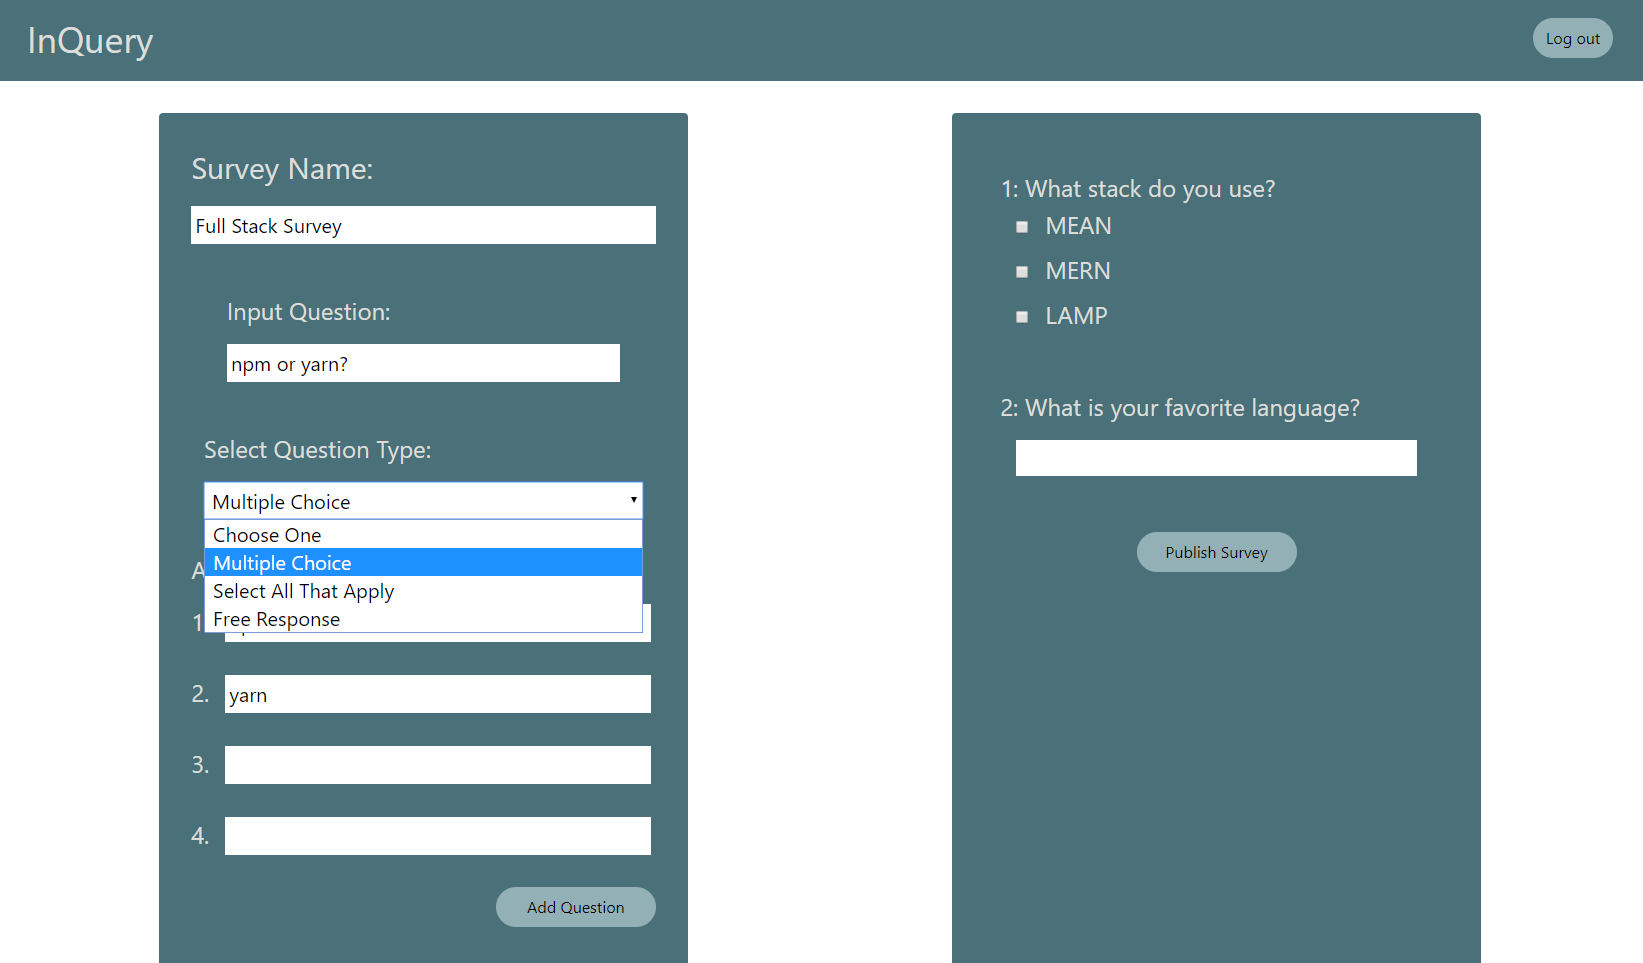 InQuery
Log out
Survey Name:
Full Stack Survey
Input Question:
npm or yarn?
Select Question Type:
Multiple Choice
Choose One
Multiple Choice
Select All That Apply
Free Response
1
2. yarn
3.
4.
Add Question
1: What stack do you use?
MEAN
MERN
LAMP
2: What is your favorite language?
Publish Survey